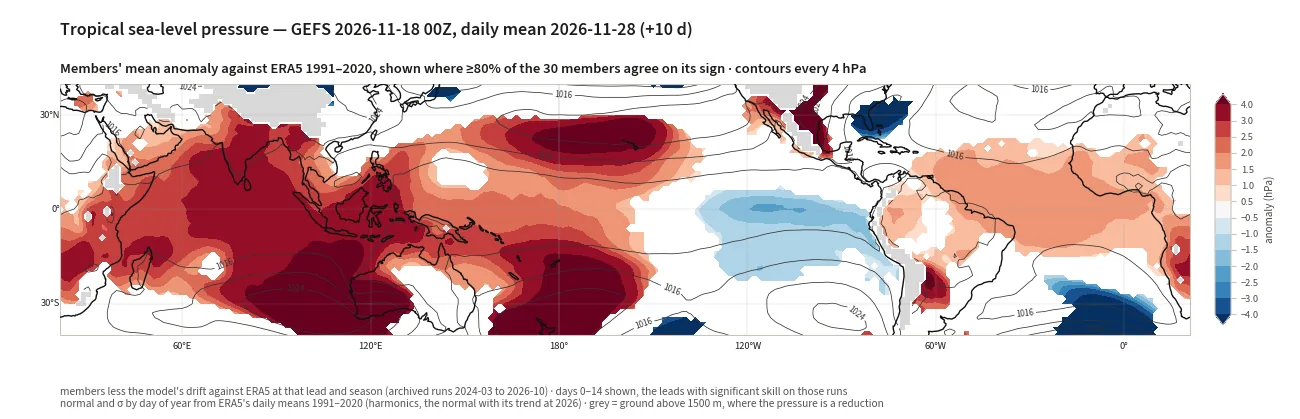 Tropical sea-level pressure — GEFS 2026-11-18 00Z, daily mean 2026-11-28 (+10 d)
Members' mean anomaly against ERA5 1991–2020, shown where ≥80% of the 30 members agree on its sign · contours every 4 hPa
1024
1016
1016
30°N
1016
1016
0°
1016
1024
1016
1016
30°S
1016
1024
1016
60°E
120°E
180°
120°W
60°W
0°
4.0
3.0
2.5
2.0
1.5
1.0
0.5
−0.5
−1.0
−1.5
−2.0
−2.5
−3.0
−4.0
anomaly (hPa)
members less the model's drift against ERA5 at that lead and season (archived runs 2024-03 to 2026-10) · days 0–14 shown, the leads with significant skill on those runs
normal and σ by day of year from ERA5's daily means 1991–2020 (harmonics, the normal with its trend at 2026) · grey = ground above 1500 m, where the pressure is a reduction